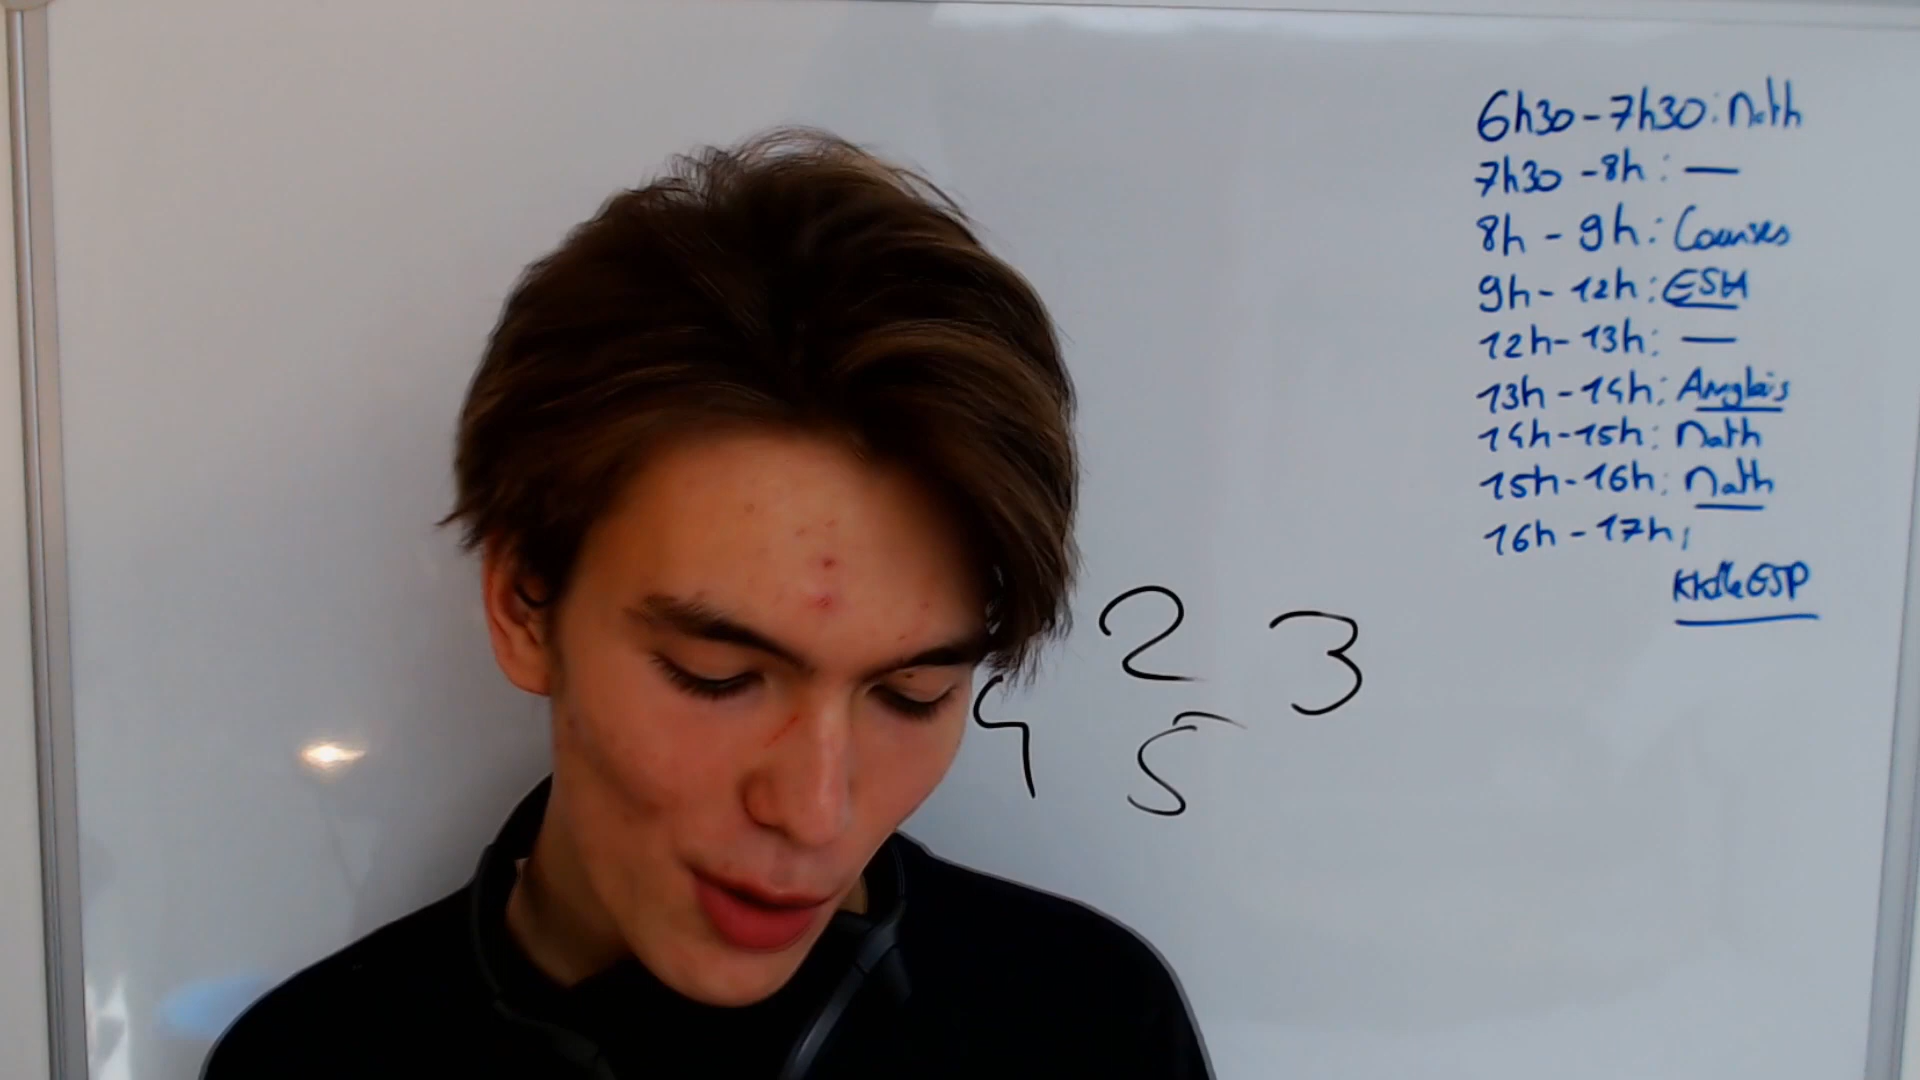 6h30-7h30: Math
7h30-8h: —
8h-9h: Courses
9h-12h: ESH
12h-13h: —
13h-14h: Anglais
14h-15h: Math
15h-16h: Math
16h-17h:
2 3
4 5